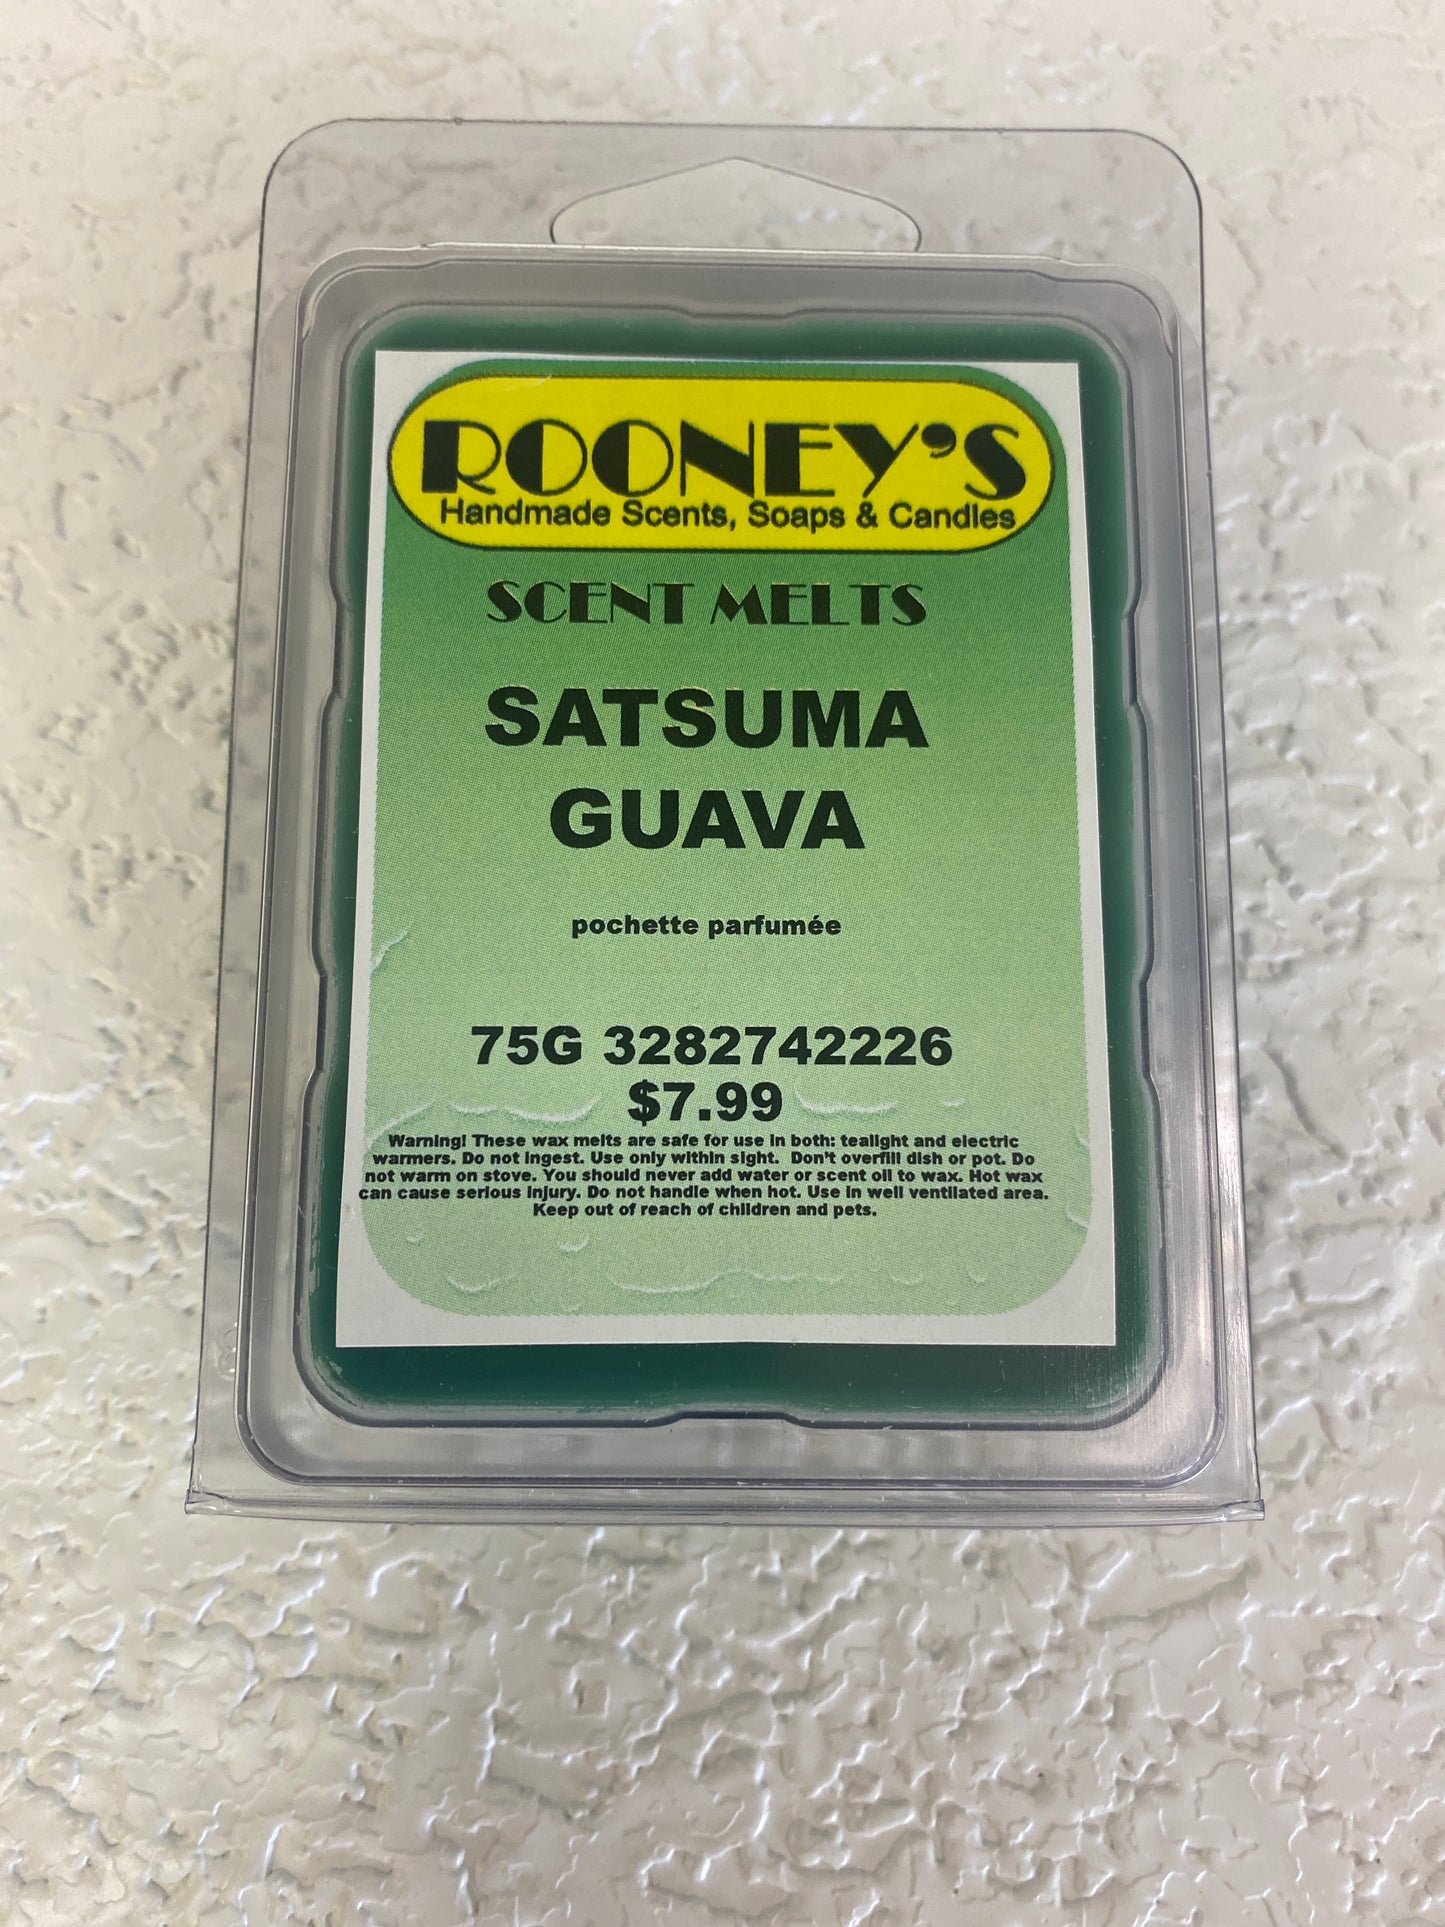 ROONEY'S
Handmade Scents, Soaps & Candles
SCENT MELTS
SATSUMA
GUAVA
pochette parfumée
75G 3282742226
$7.99
Warning! These wax melts are safe for use in both: tealight and electric
warmers. Do not ingest. Use only within sight. Don't overfill dish or pot. Do
not warm on stove. You should never add water or scent oil to wax. Hot wax
can cause serious injury. Do not handle when hot. Use in well ventilated area.
Keep out of reach of children and pets.